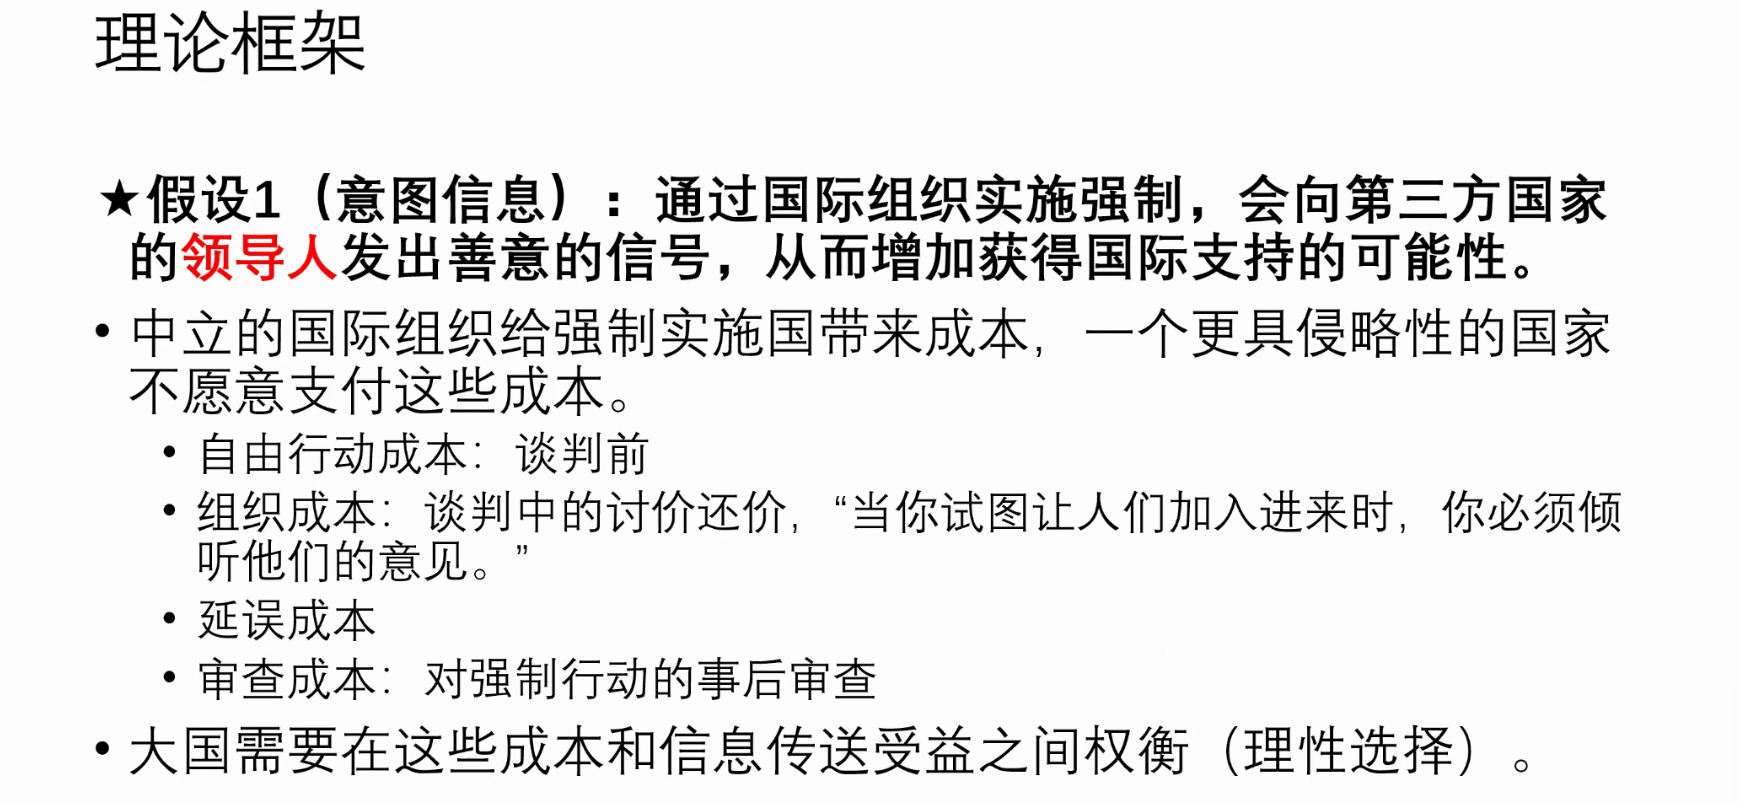 理论框架
★假设1（意图信息）：通过国际组织实施强制，会向第三方国家
的领导人发出善意的信号，从而增加获得国际支持的可能性。
• 中立的国际组织给强制实施国带来成本，一个更具侵略性的国家
不愿意支付这些成本。
• 自由行动成本：谈判前
• 组织成本：谈判中的讨价还价，“当你试图让人们加入进来时，你必须倾
听他们的意见。”
• 延误成本
• 审查成本：对强制行动的事后审查
• 大国需要在这些成本和信息传送受益之间权衡（理性选择）。